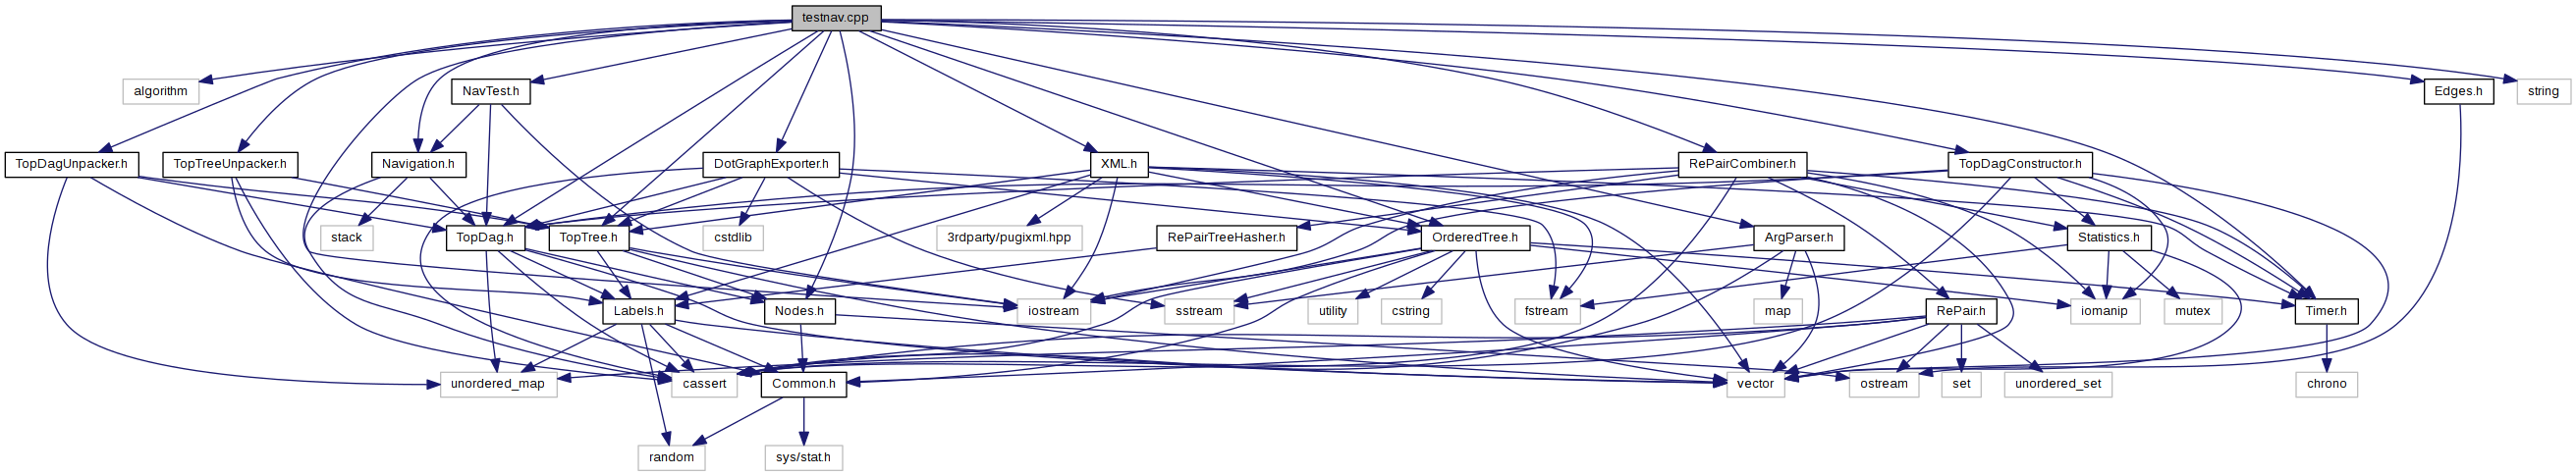 testnav.cpp
algorithm
NavTest.h
Edges.h
string
TopDagUnpacker.h
TopTreeUnpacker.h
Navigation.h
DotGraphExporter.h
XML.h
RePairCombiner.h
TopDagConstructor.h
stack
TopDag.h
TopTree.h
cstdlib
3rdparty/pugixml.hpp
RePairTreeHasher.h
OrderedTree.h
ArgParser.h
Statistics.h
Labels.h
Nodes.h
iostream
sstream
utility
cstring
fstream
map
RePair.h
iomanip
mutex
Timer.h
unordered_map
cassert
Common.h
vector
ostream
set
unordered_set
chrono
random
sys/stat.h